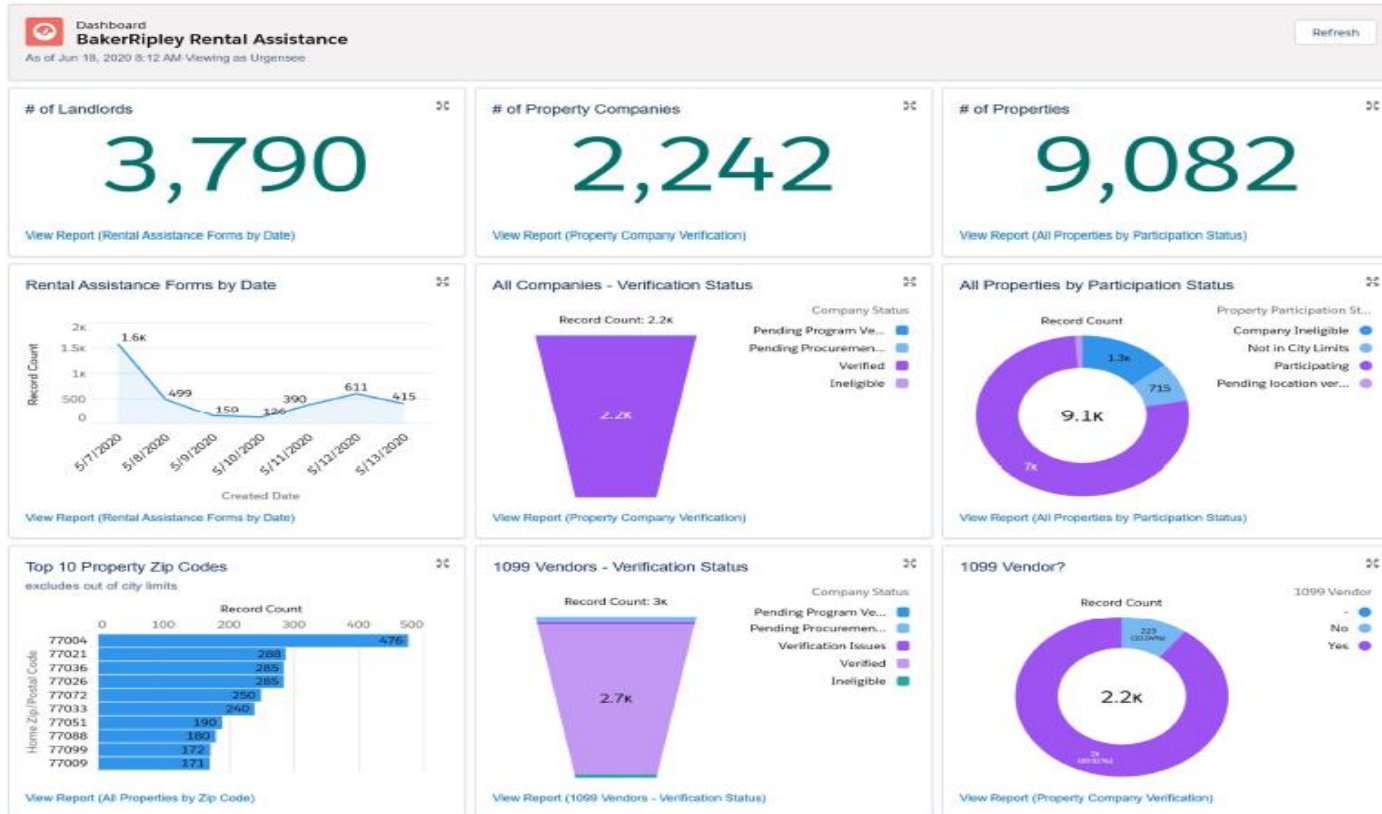 Dashboard
BakerRipley Rental Assistance
As of Jun 18, 2020 8:12 AM·Viewing as Urgensee
Refresh
# of Landlords
3,790
View Report (Rental Assistance Forms by Date)
# of Property Companies
2,242
View Report (Property Company Verification)
# of Properties
9,082
View Report (All Properties by Participation Status)
Rental Assistance Forms by Date
Record Count
2K
1.5K
1K
500
0
1.6K
499
159
126
390
611
415
5/7/2020
5/8/2020
5/9/2020
5/10/2020
5/11/2020
5/12/2020
5/13/2020
Created Date
View Report (Rental Assistance Forms by Date)
All Companies - Verification Status
Record Count: 2.2K
Company Status
Pending Program Ve...
Pending Procuremen...
Verified
Ineligible
2.2K
View Report (Property Company Verification)
All Properties by Participation Status
Record Count
Property Participation St...
Company Ineligible
Not in City Limits
Participating
Pending location ver...
1.3K
715
9.1K
7K
View Report (All Properties by Participation Status)
Top 10 Property Zip Codes
excludes out of city limits
Record Count
0 100 200 300 400 500
Home Zip/Postal Code
77004 476
77021 288
77036 285
77026 285
77072 250
77033 240
77051 190
77088 180
77099 172
77009 171
View Report (All Properties by Zip Code)
1099 Vendors - Verification Status
Record Count: 3K
Company Status
Pending Program Ve...
Pending Procuremen...
Verification Issues
Verified
Ineligible
2.7K
View Report (1099 Vendors - Verification Status)
1099 Vendor?
Record Count
1099 Vendor
-
No
Yes
2.2K
2K
View Report (Property Company Verification)